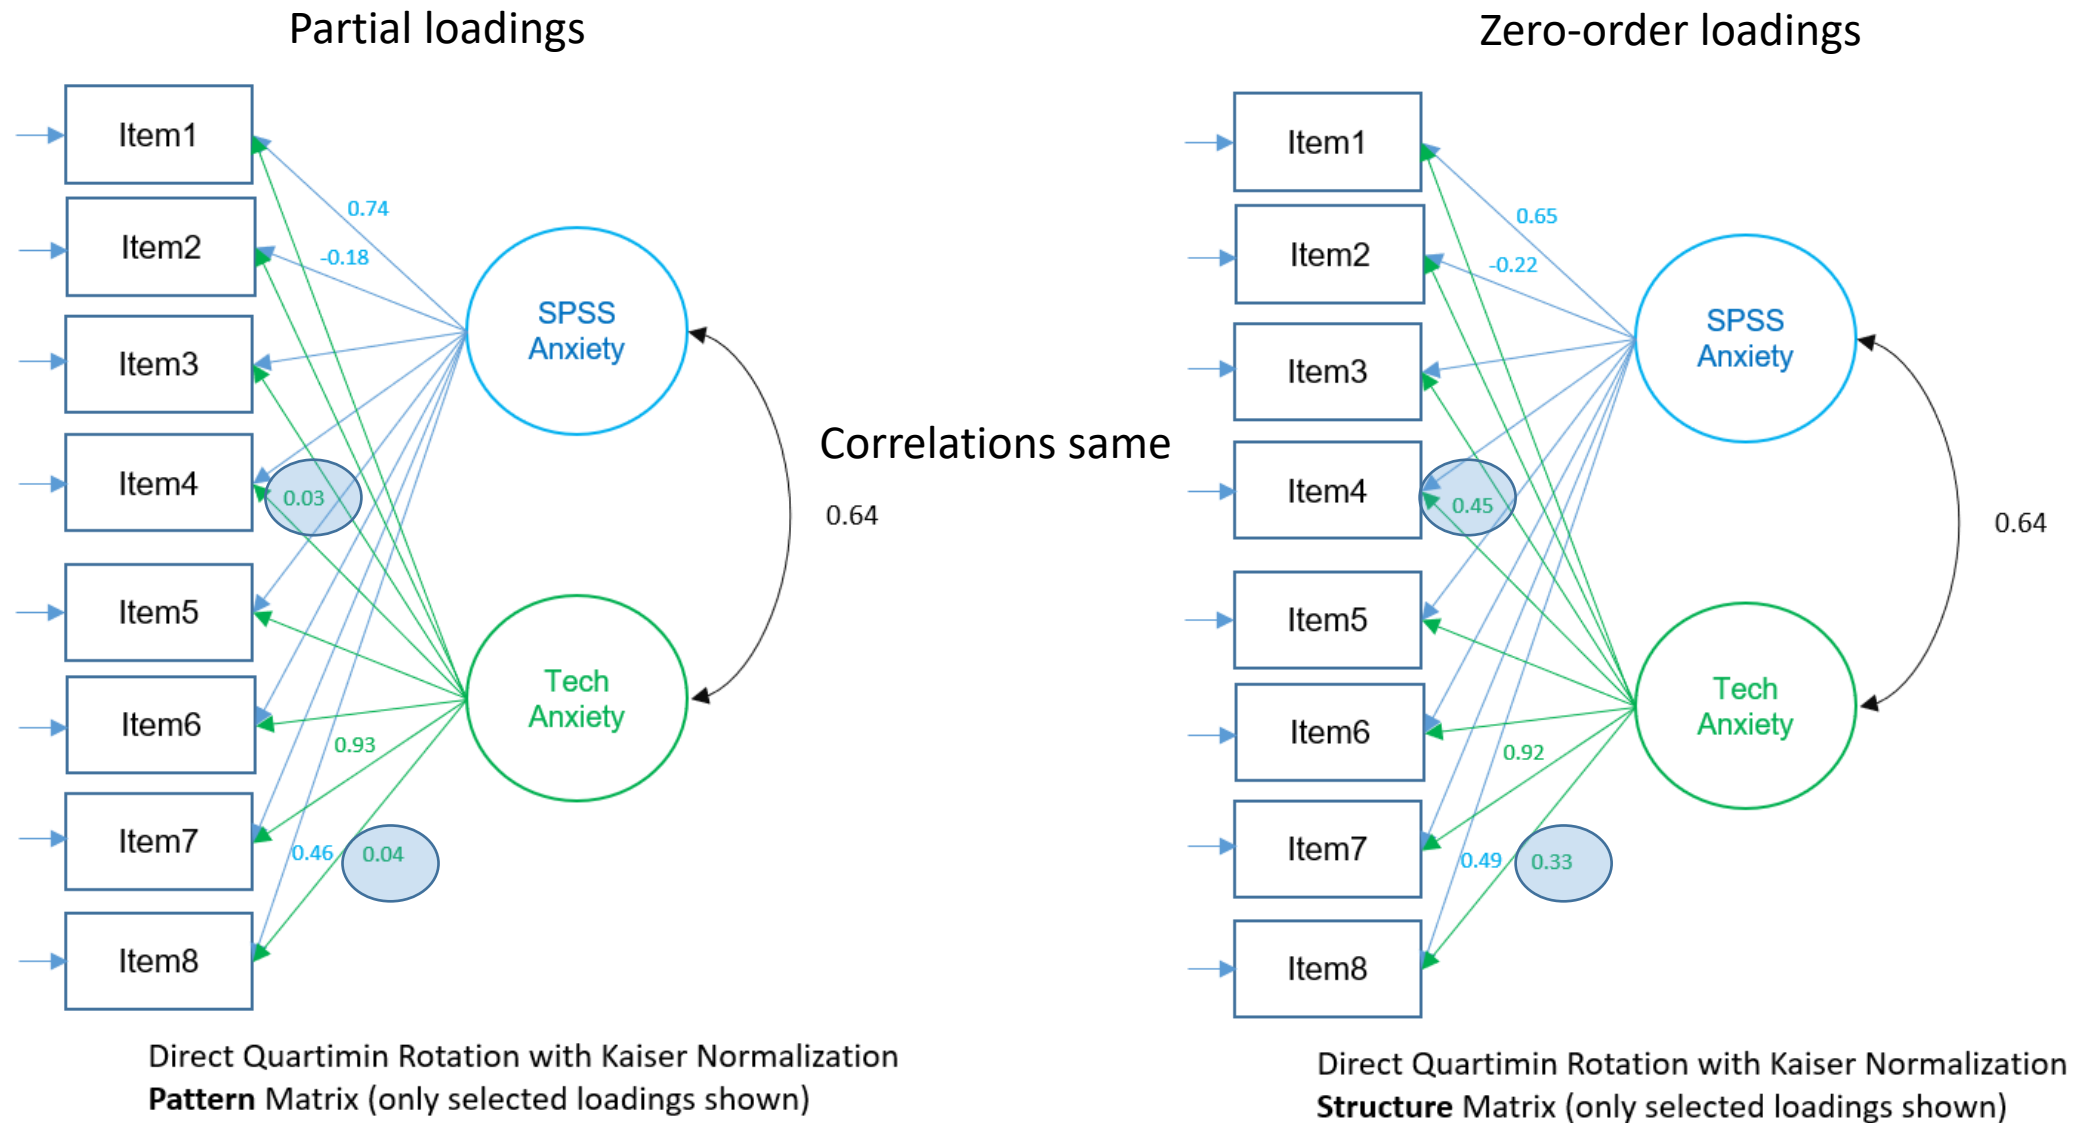 Partial loadings
Item1
Item2
Item3
Item4
Item5
Item6
Item7
Item8
0.74
-0.18
0.03
0.93
0.46
0.04
SPSS
Anxiety
Tech
Anxiety
0.64
Direct Quartimin Rotation with Kaiser Normalization
Pattern Matrix (only selected loadings shown)
Correlations same
Zero-order loadings
Item1
Item2
Item3
Item4
Item5
Item6
Item7
Item8
0.65
-0.22
0.45
0.92
0.49
0.33
SPSS
Anxiety
Tech
Anxiety
0.64
Direct Quartimin Rotation with Kaiser Normalization
Structure Matrix (only selected loadings shown)